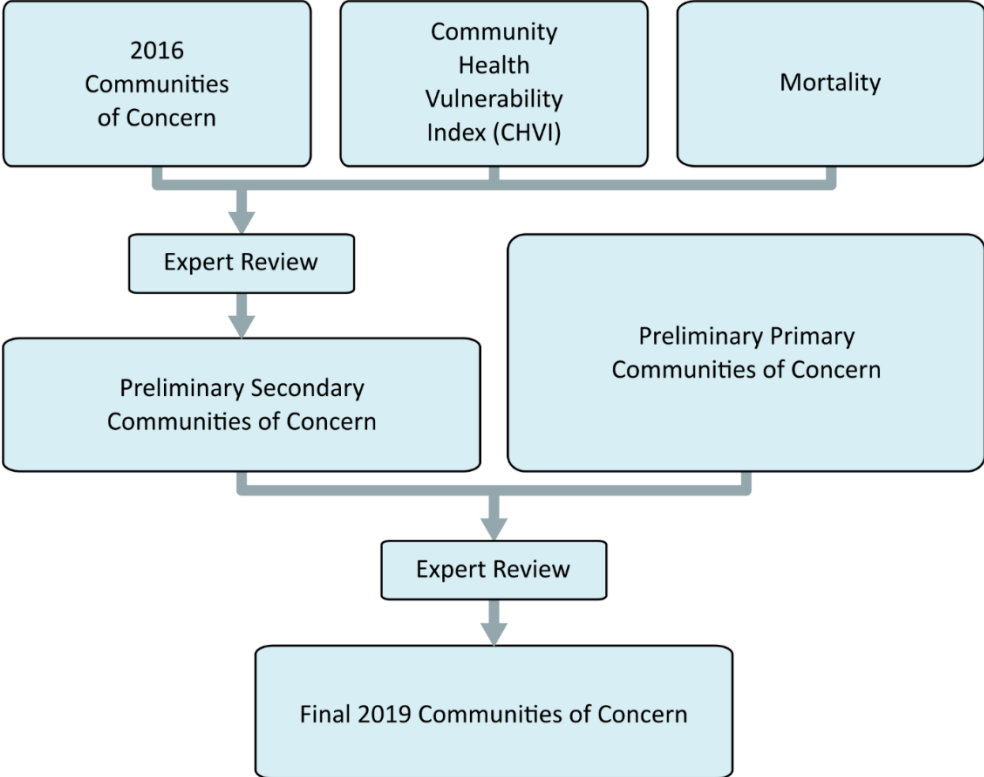 2016
Communities
of Concern
Community
Health
Vulnerability
Index (CHVI)
Mortality
Expert Review
Preliminary Secondary
Communities of Concern
Preliminary Primary
Communities of Concern
Expert Review
Final 2019 Communities of Concern